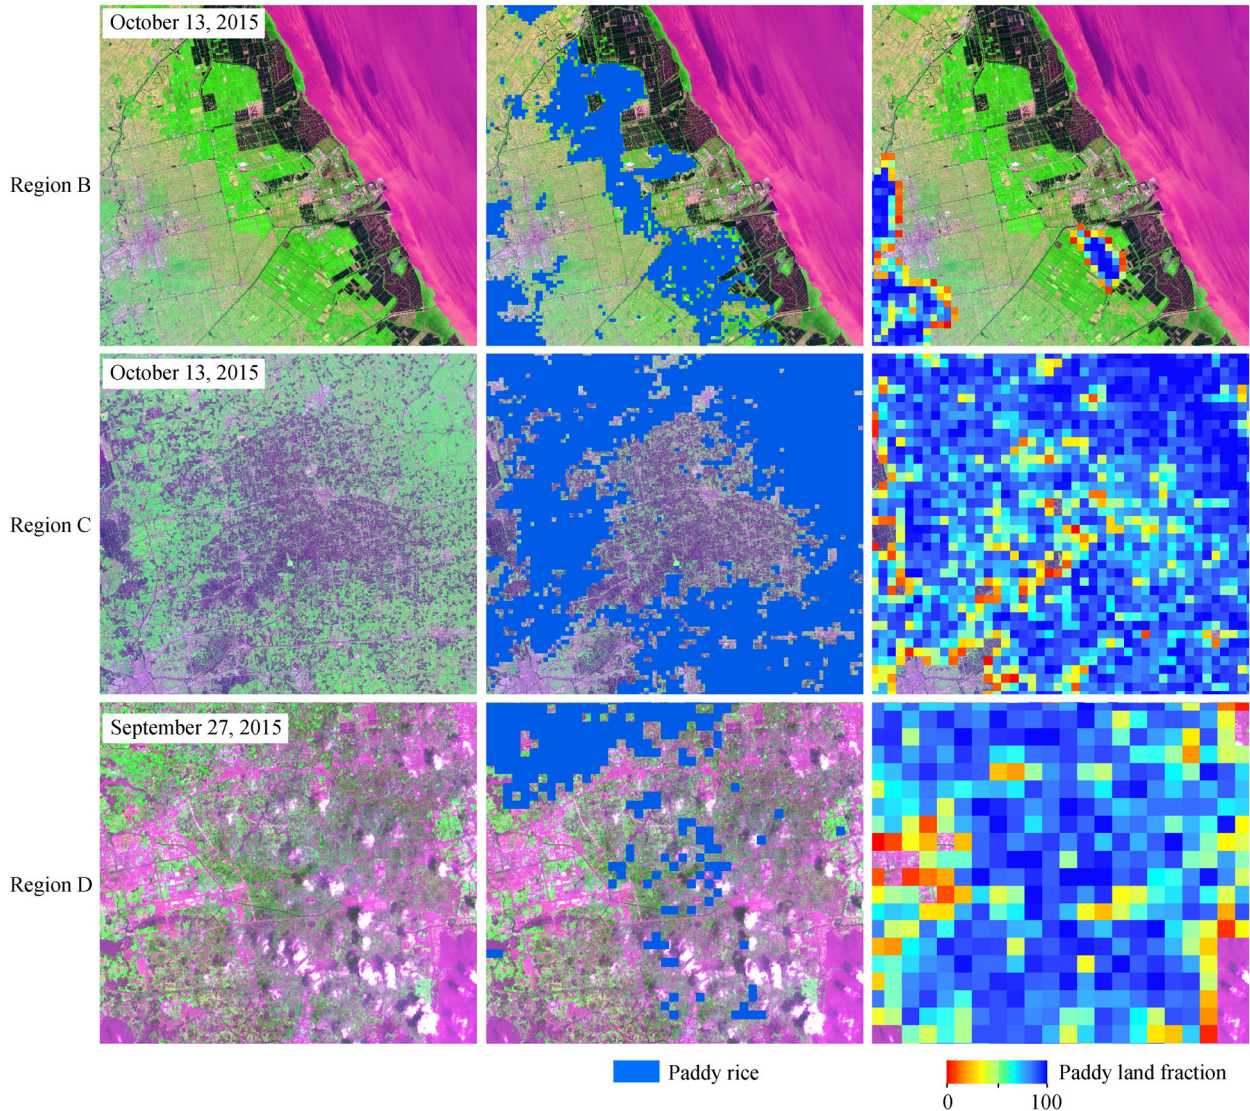 October 13, 2015
Region B
October 13, 2015
Region C
September 27, 2015
Region D
Paddy rice
Paddy land fraction
0 100